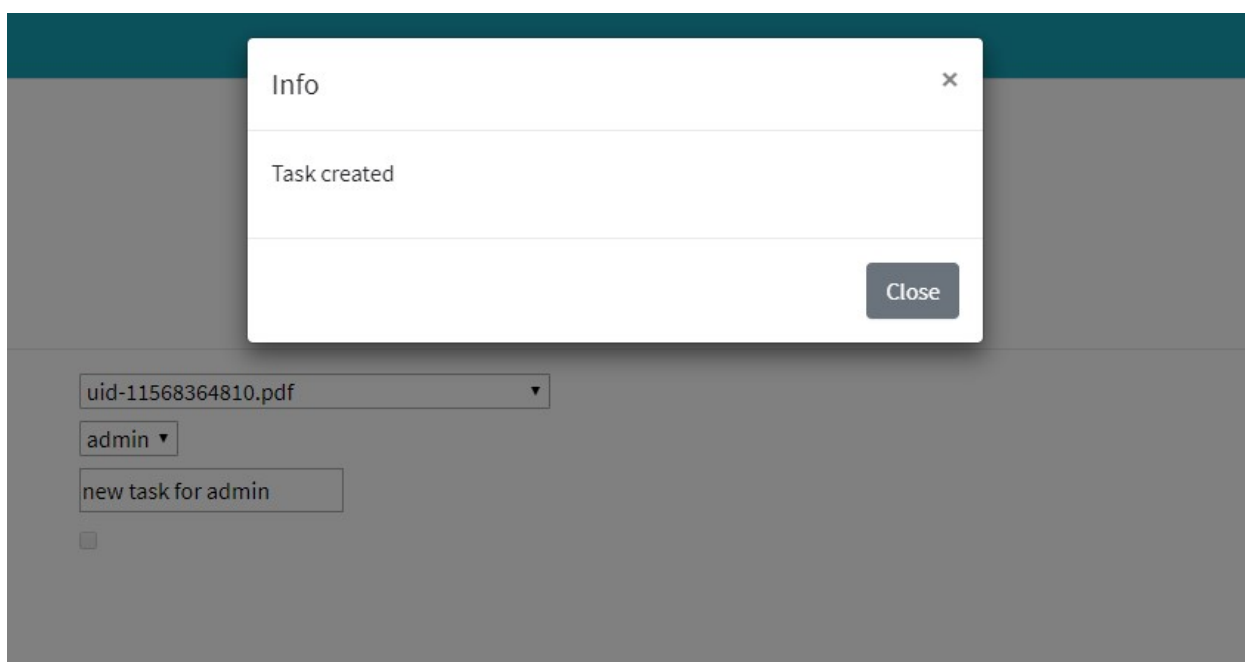 Info ×
Task created
Close
uid-11568364810.pdf
admin
new task for admin